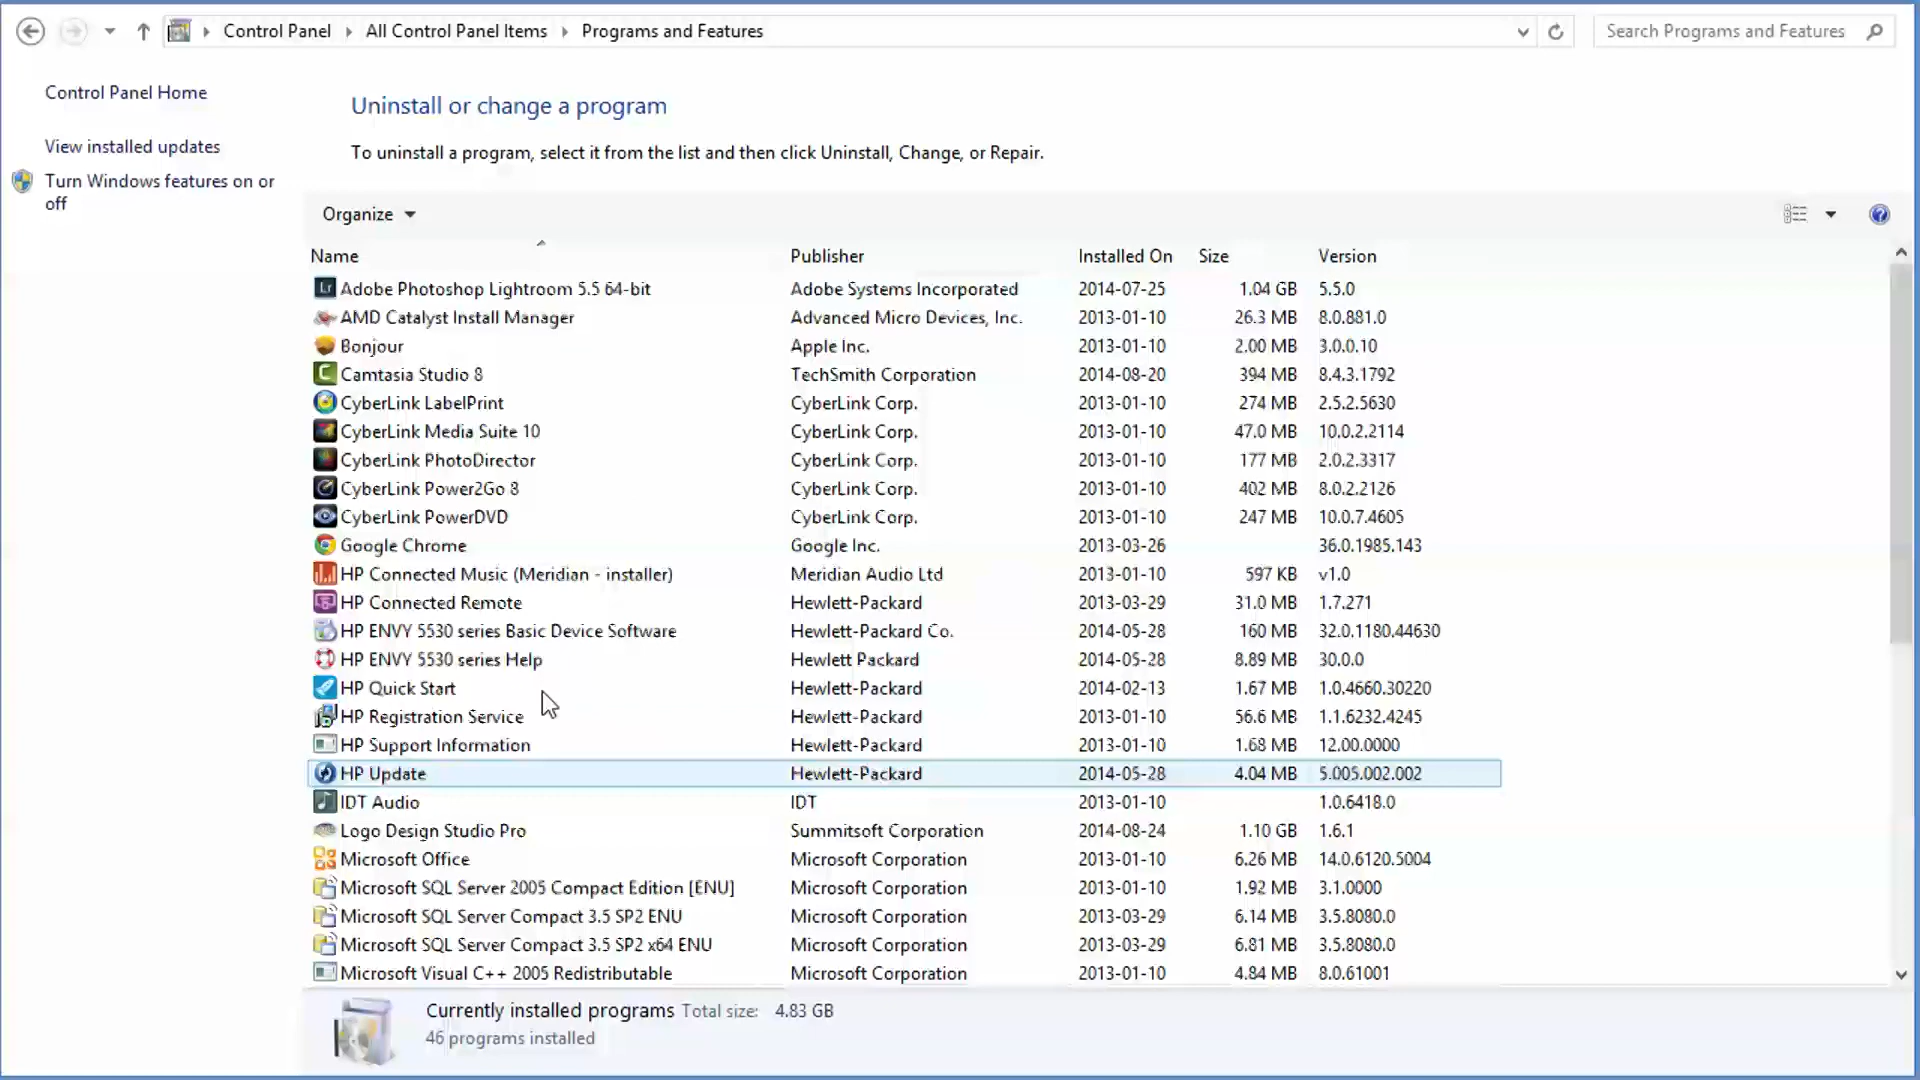 Control Panel All Control Panel Items Programs and Features Search Programs and Features
Control Panel Home
View installed updates
Turn Windows features on or
off
Uninstall or change a program
To uninstall a program, select it from the list and then click Uninstall, Change, or Repair.
Organize
Name Publisher Installed On Size Version
Lr Adobe Photoshop Lightroom 5.5 64-bit Adobe Systems Incorporated 2014-07-25 1.04 GB 5.5.0
AMD Catalyst Install Manager Advanced Micro Devices, Inc. 2013-01-10 26.3 MB 8.0.881.0
Bonjour Apple Inc. 2013-01-10 2.00 MB 3.0.0.10
C Camtasia Studio 8 TechSmith Corporation 2014-08-20 394 MB 8.4.3.1792
CyberLink LabelPrint CyberLink Corp. 2013-01-10 274 MB 2.5.2.5630
CyberLink Media Suite 10 CyberLink Corp. 2013-01-10 47.0 MB 10.0.2.2114
CyberLink PhotoDirector CyberLink Corp. 2013-01-10 177 MB 2.0.2.3317
CyberLink Power2Go 8 CyberLink Corp. 2013-01-10 402 MB 8.0.2.2126
CyberLink PowerDVD CyberLink Corp. 2013-01-10 247 MB 10.0.7.4605
Google Chrome Google Inc. 2013-03-26 36.0.1985.143
HP Connected Music (Meridian - installer) Meridian Audio Ltd 2013-01-10 597 KB v1.0
HP Connected Remote Hewlett-Packard 2013-03-29 31.0 MB 1.7.271
HP ENVY 5530 series Basic Device Software Hewlett-Packard Co. 2014-05-28 160 MB 32.0.1180.44630
HP ENVY 5530 series Help Hewlett Packard 2014-05-28 8.89 MB 30.0.0
HP Quick Start Hewlett-Packard 2014-02-13 1.67 MB 1.0.4660.30220
HP Registration Service Hewlett-Packard 2013-01-10 56.6 MB 1.1.6232.4245
HP Support Information Hewlett-Packard 2013-01-10 1.68 MB 12.00.0000
HP Update Hewlett-Packard 2014-05-28 4.04 MB 5.005.002.002
IDT Audio IDT 2013-01-10 1.0.6418.0
Logo Design Studio Pro Summitsoft Corporation 2014-08-24 1.10 GB 1.6.1
Microsoft Office Microsoft Corporation 2013-01-10 6.26 MB 14.0.6120.5004
Microsoft SQL Server 2005 Compact Edition [ENU] Microsoft Corporation 2013-01-10 1.92 MB 3.1.0000
Microsoft SQL Server Compact 3.5 SP2 ENU Microsoft Corporation 2013-03-29 6.14 MB 3.5.8080.0
Microsoft SQL Server Compact 3.5 SP2 x64 ENU Microsoft Corporation 2013-03-29 6.81 MB 3.5.8080.0
Microsoft Visual C++ 2005 Redistributable Microsoft Corporation 2013-01-10 4.84 MB 8.0.61001
Currently installed programs Total size: 4.83 GB
46 programs installed